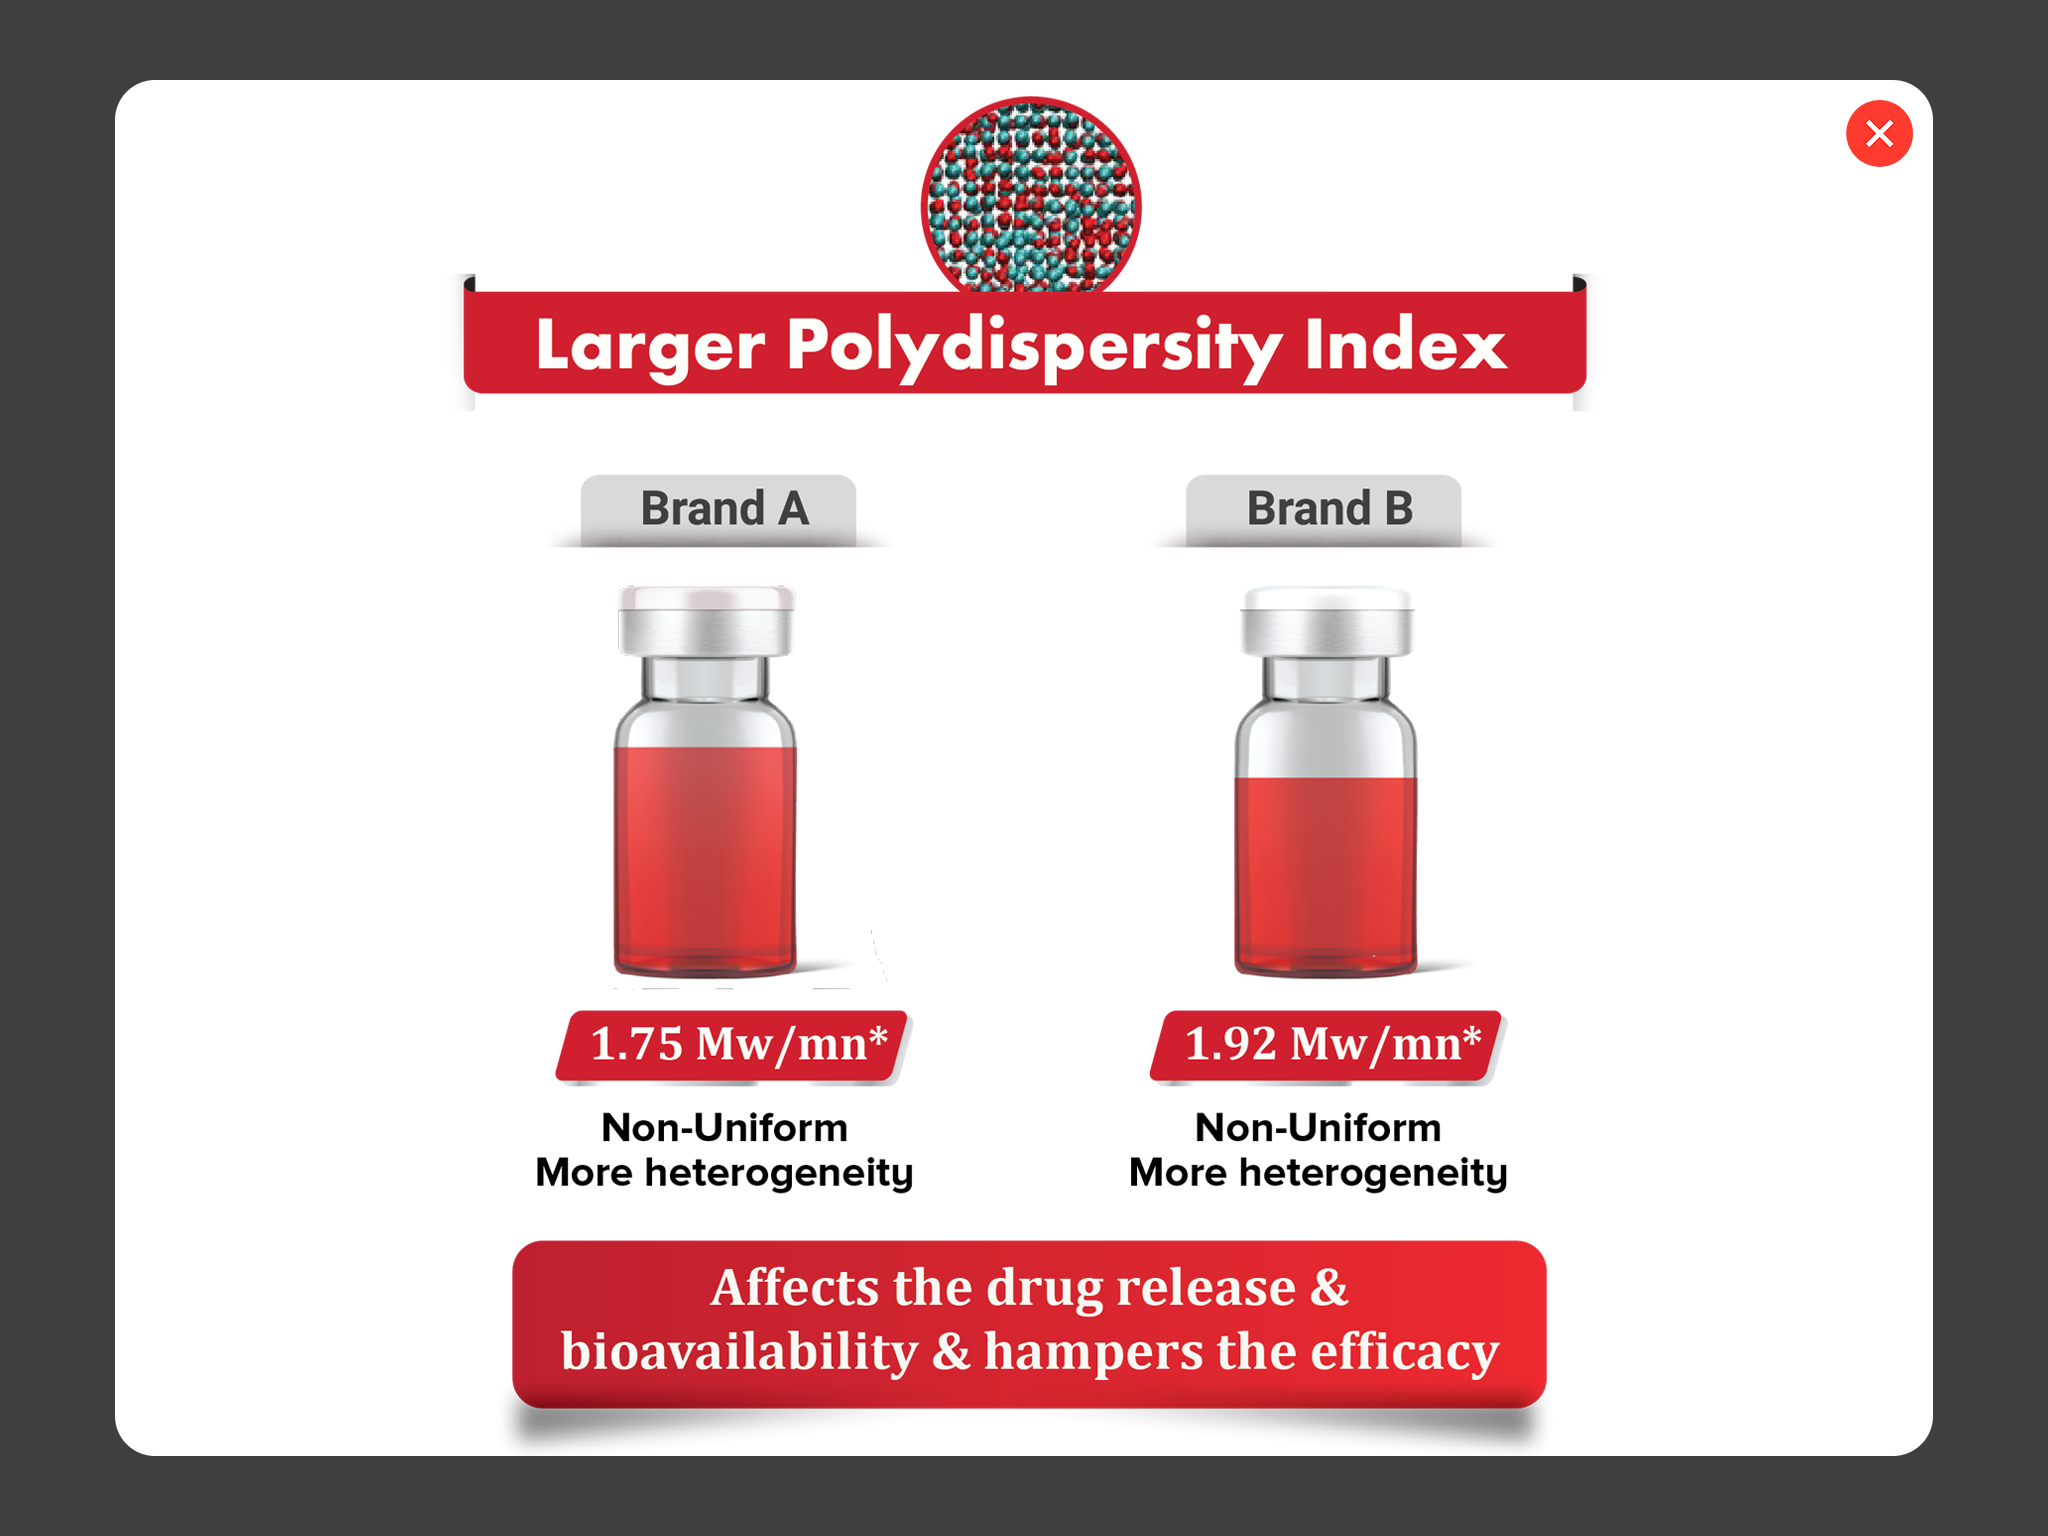 Larger Polydispersity Index
Brand A
Brand B
1.75 Mw/mn*
1.92 Mw/mn*
Non-Uniform
More heterogeneity
Non-Uniform
More heterogeneity
Affects the drug release &
bioavailability & hampers the efficacy